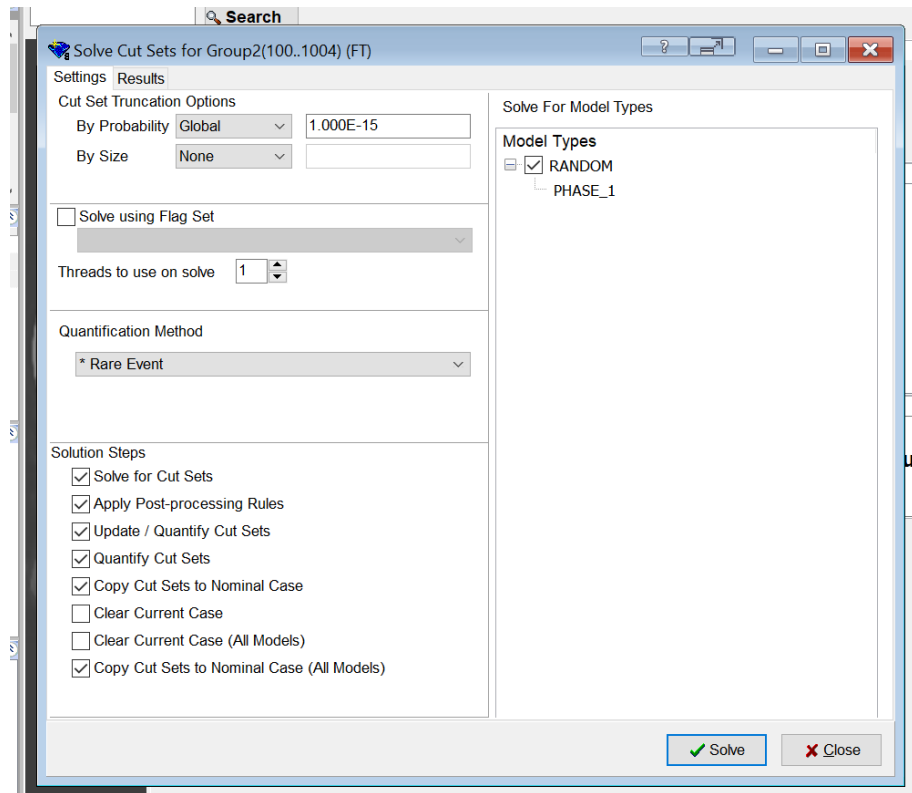 Search
Solve Cut Sets for Group2(100..1004) (FT)
?
Settings Results
Cut Set Truncation Options
By Probability Global 1.000E-15
By Size None
Solve using Flag Set
Threads to use on solve 1
Quantification Method
* Rare Event
Solution Steps
Solve for Cut Sets
Apply Post-processing Rules
Update / Quantify Cut Sets
Quantify Cut Sets
Copy Cut Sets to Nominal Case
Clear Current Case
Clear Current Case (All Models)
Copy Cut Sets to Nominal Case (All Models)
Solve For Model Types
Model Types
RANDOM
PHASE_1
Solve Close